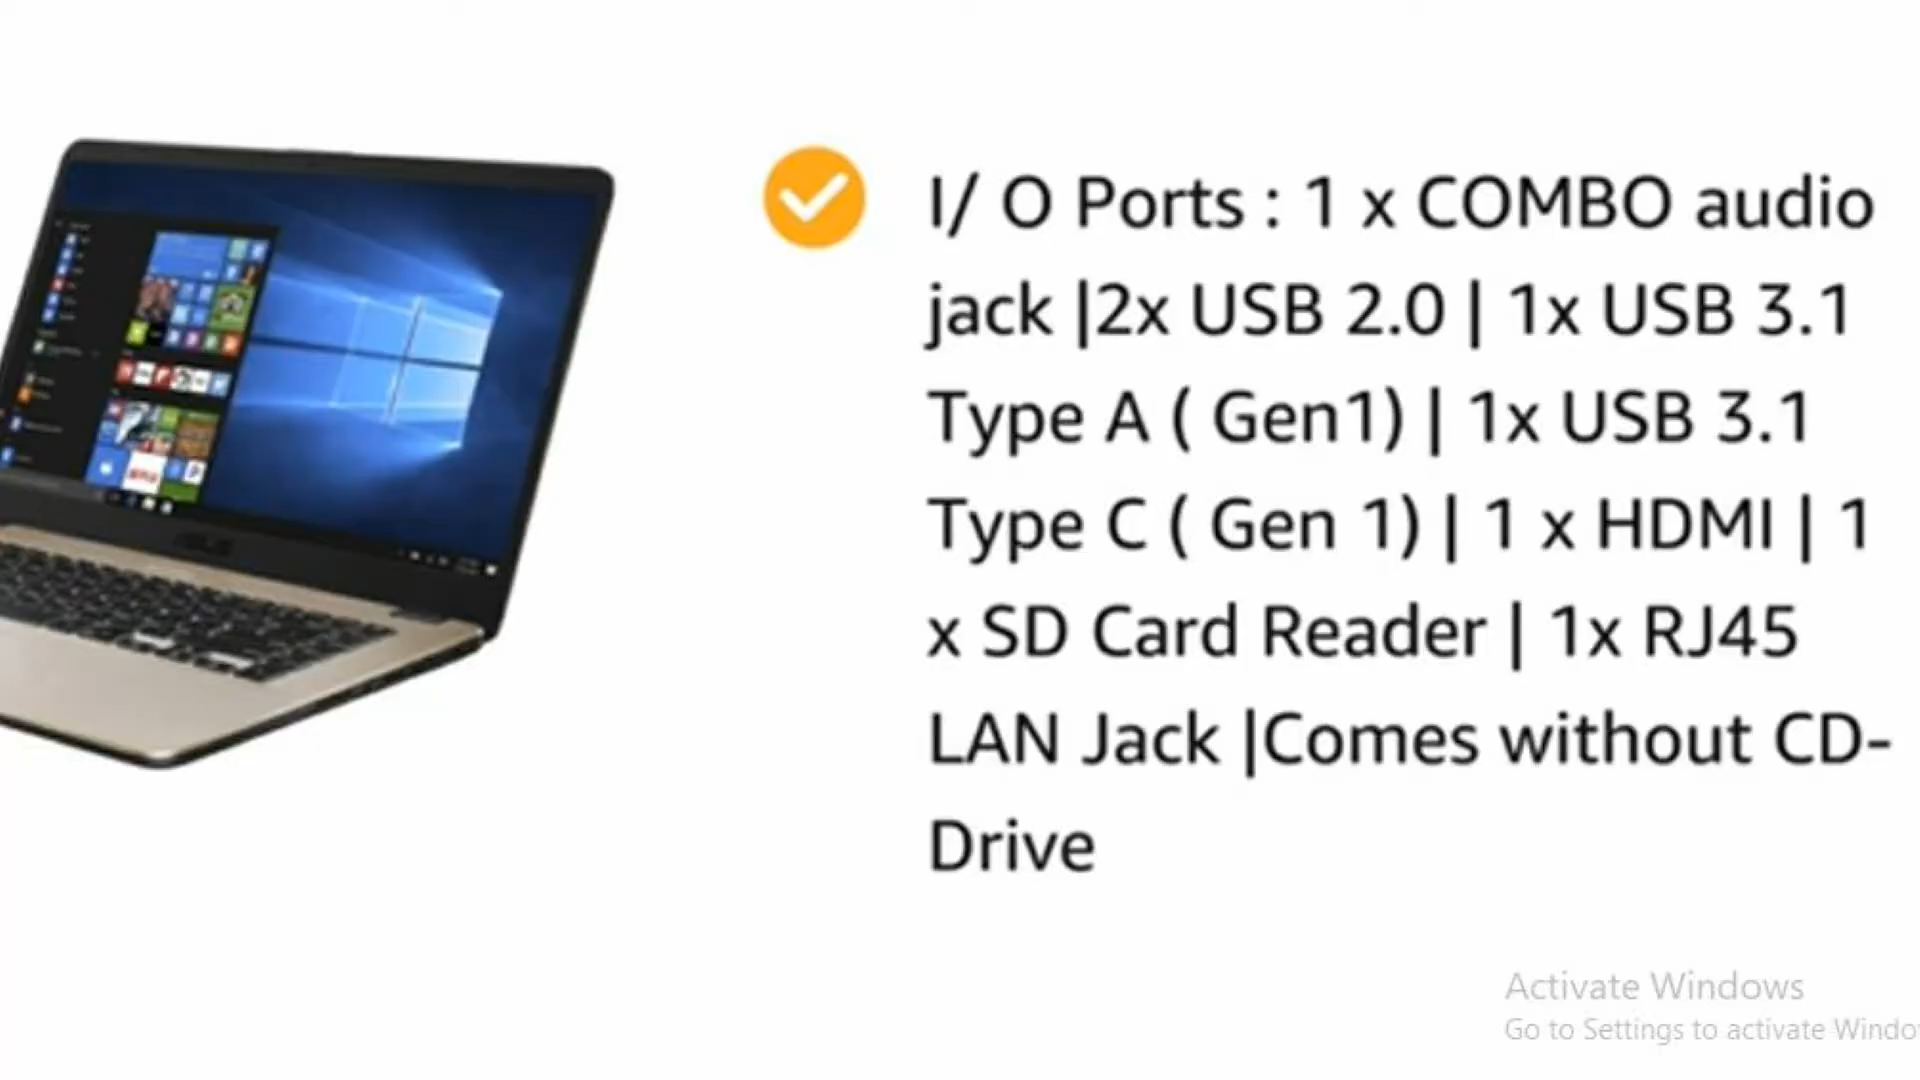 I/ O Ports : 1 x COMBO audio
jack |2x USB 2.0 | 1x USB 3.1
Type A ( Gen1) | 1x USB 3.1
Type C ( Gen 1) | 1 x HDMI | 1
x SD Card Reader | 1x RJ45
LAN Jack |Comes without CD-
Drive
Activate Windows
Go to Settings to activate Windo